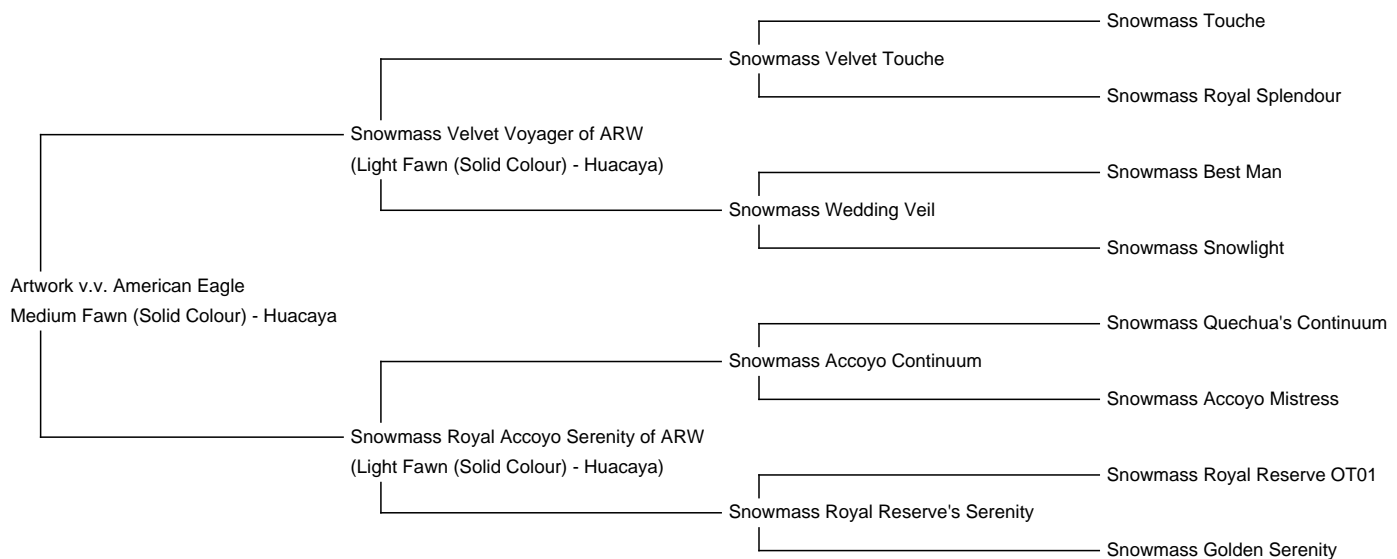 Snowmass Touche
Snowmass Velvet Touche
Snowmass Royal Splendour
Snowmass Velvet Voyager of ARW
(Light Fawn (Solid Colour) - Huacaya)
Snowmass Best Man
Snowmass Wedding Veil
Snowmass Snowlight
Artwork v.v. American Eagle
Medium Fawn (Solid Colour) - Huacaya
Snowmass Quechua's Continuum
Snowmass Accoyo Continuum
Snowmass Accoyo Mistress
Snowmass Royal Accoyo Serenity of ARW
(Light Fawn (Solid Colour) - Huacaya)
Snowmass Royal Reserve OT01
Snowmass Royal Reserve's Serenity
Snowmass Golden Serenity